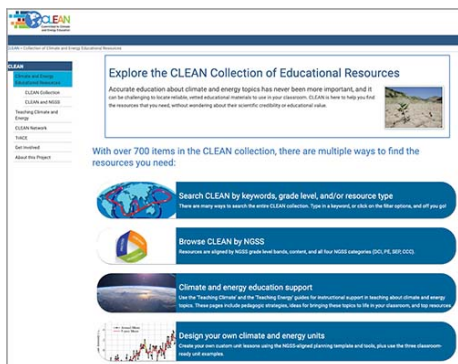 CLEAN
CLEAN > Collection of Climate and Energy Educational Resources
CLEAN
Climate and Energy
Educational Resources
CLEAN Collection
CLEAN and NGSS
Teaching Climate and
Energy
CLEAN Network
TrACE
Get Involved
About this Project
Explore the CLEAN Collection of Educational Resources
Accurate education about climate and energy topics has never been more important, and it
can be challenging to locate reliable, vetted educational materials to use in your classroom. CLEAN is here to help you find
the resources that you need, without wondering about their scientific credibility or educational value.
With over 700 items in the CLEAN collection, there are multiple ways to find the
resources you need:
Search CLEAN by keywords, grade level, and/or resource type
There are many ways to search the entire CLEAN collection. Type in a keyword, or click on the filter options, and off you go!
Browse CLEAN by NGSS
Resources are aligned by NGSS grade level bands, content, and all four NGSS categories (DCI, PE, SEP, CCC).
Climate and energy education support
Use the 'Teaching Climate' and the 'Teaching Energy' guides for instructional support in teaching about climate and energy
topics. These pages include pedagogic strategies, ideas for bringing these topics to life in your classroom, and top resources.
Design your own climate and energy units
Create your own custom unit lessons using the NGSS-aligned planning template and tools, plus use the three classroom-
ready unit examples.